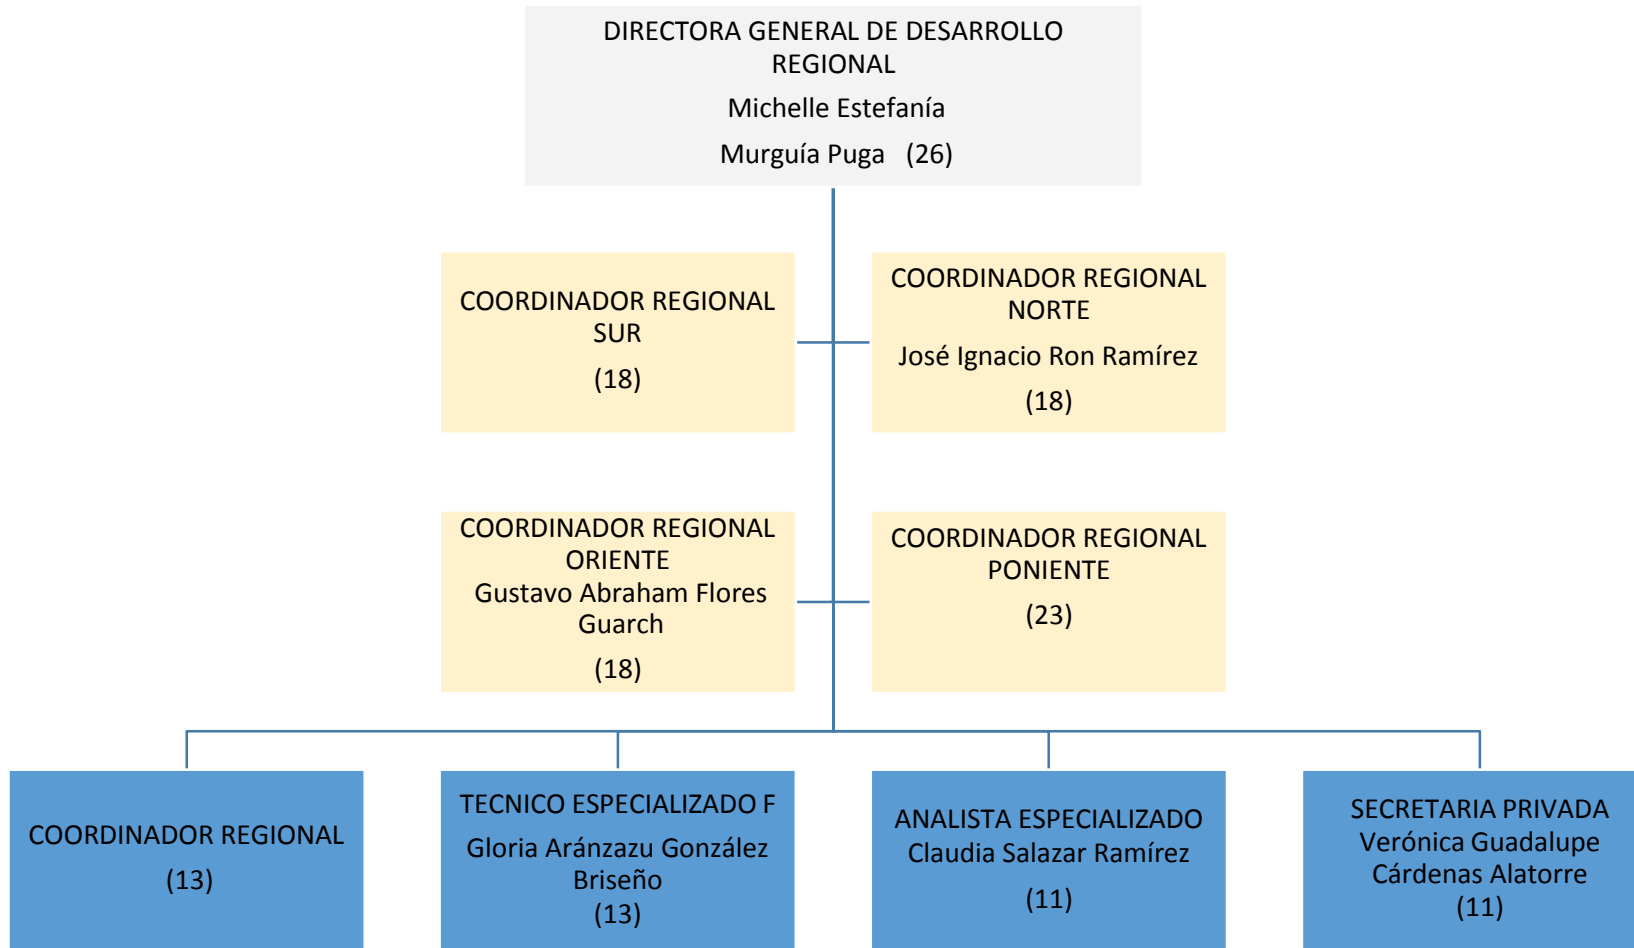 DIRECTORA GENERAL DE DESARROLLO
REGIONAL
Michelle Estefanía
Murguía Puga (26)
COORDINADOR REGIONAL
SUR
(18)
COORDINADOR REGIONAL
NORTE
José Ignacio Ron Ramírez
(18)
COORDINADOR REGIONAL
ORIENTE
Gustavo Abraham Flores
Guarch
(18)
COORDINADOR REGIONAL
PONIENTE
(23)
COORDINADOR REGIONAL
(13)
TECNICO ESPECIALIZADO F
Gloria Aránzazu González
Briseño
(13)
ANALISTA ESPECIALIZADO
Claudia Salazar Ramírez
(11)
SECRETARIA PRIVADA
Verónica Guadalupe
Cárdenas Alatorre
(11)